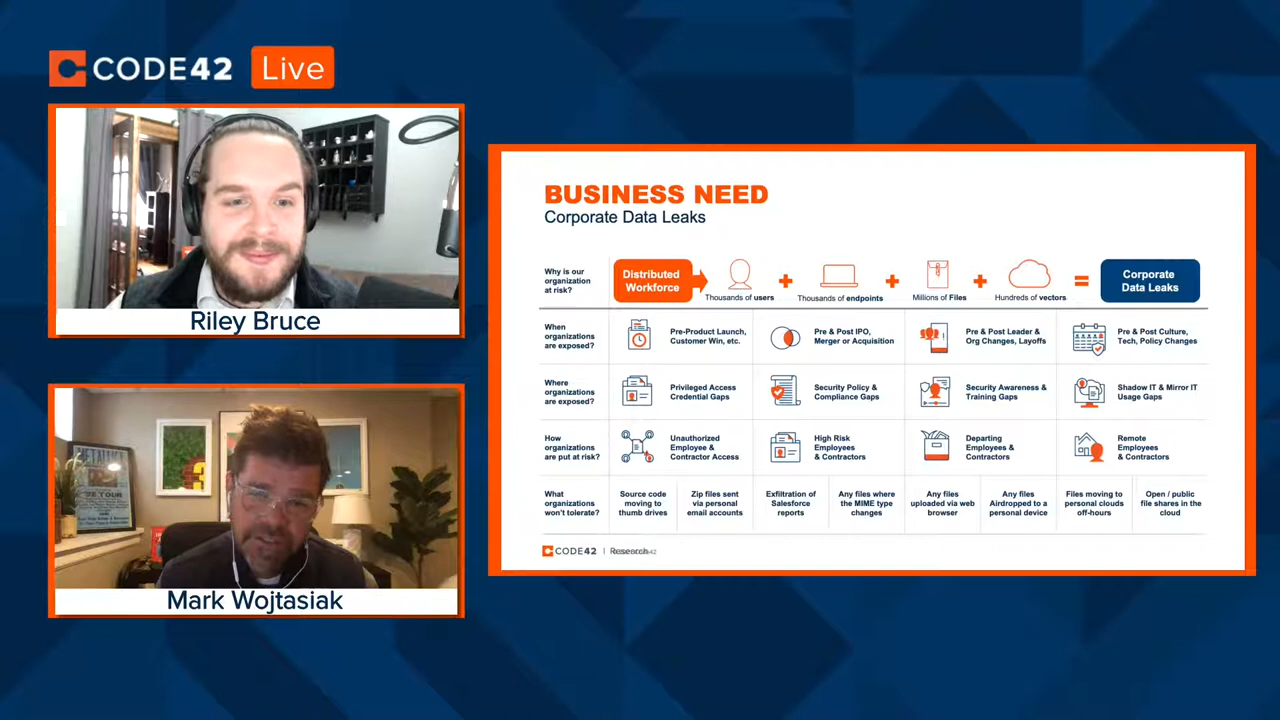 CODE42 Live
Riley Bruce
Mark Wojtasiak
BUSINESS NEED
Corporate Data Leaks
Why is our
organization
at risk?
Distributed
Workforce
Thousands of users
Thousands of endpoints
Millions of Files
Hundreds of vectors
Corporate
Data Leaks
When
organizations
are exposed?
Pre-Product Launch,
Customer Win, etc.
Pre & Post IPO,
Merger or Acquisition
Pre & Post Leader &
Org Changes, Layoffs
Pre & Post Culture,
Tech, Policy Changes
Where
organizations
are exposed?
Privileged Access
Credential Gaps
Security Policy &
Compliance Gaps
Security Awareness &
Training Gaps
Shadow IT & Mirror IT
Usage Gaps
How
organizations
are put at risk?
Unauthorized
Employee &
Contractor Access
High Risk
Employees
& Contractors
Departing
Employees &
Contractors
Remote
Employees
& Contractors
What
organizations
won't tolerate?
Source code
moving to
thumb drives
Zip files sent
via personal
email accounts
Exfiltration of
Salesforce
reports
Any files where
the MIME type
changes
Any files
uploaded via web
browser
Any files
Airdropped to a
personal device
Files moving to
personal clouds
off-hours
Open / public
file shares in the
cloud
CODE42 | Research